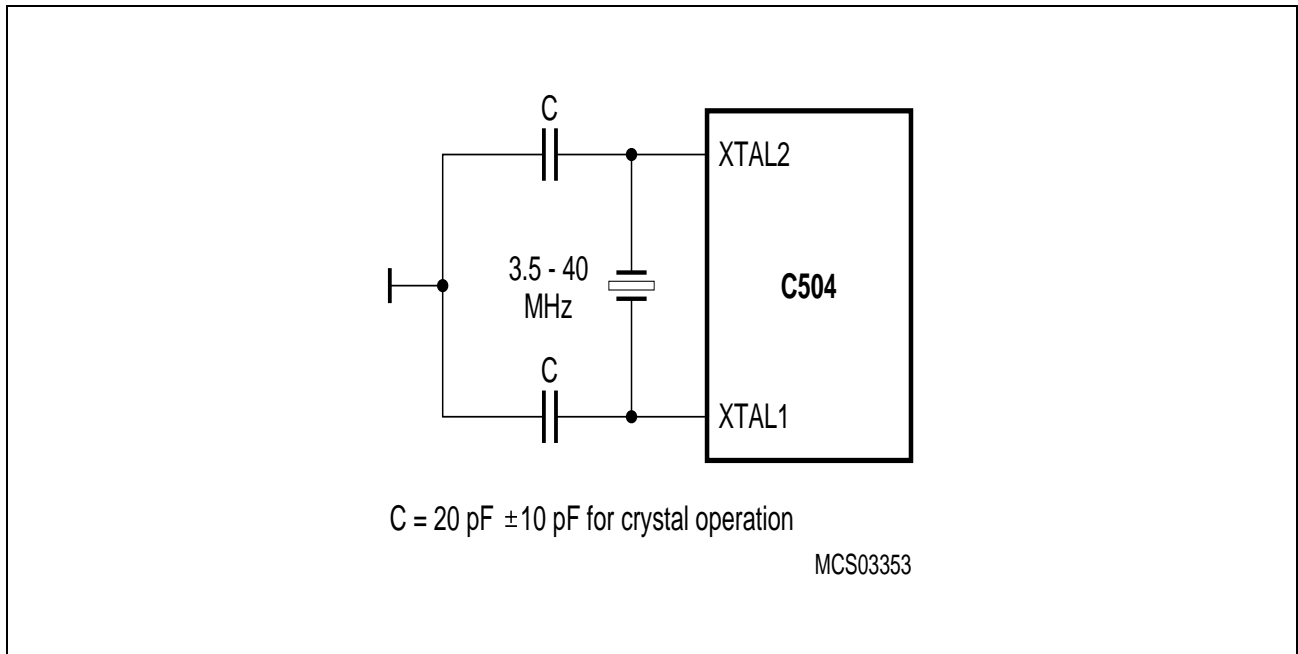 C
XTAL2
3.5 - 40
MHz
C504
C
XTAL1
C = 20 pF ±10 pF for crystal operation
MCS03353